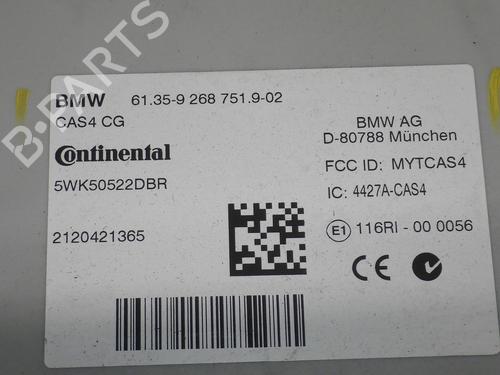 BMW 61.35-9 268 751.9-02
CAS4 CG
BMW AG
D-80788 München
Continental
FCC ID: MYTCAS4
5WK50522DBR
IC: 4427A-CAS4
2120421365
E1 116RI - 00 0056
CE
B-PARTS